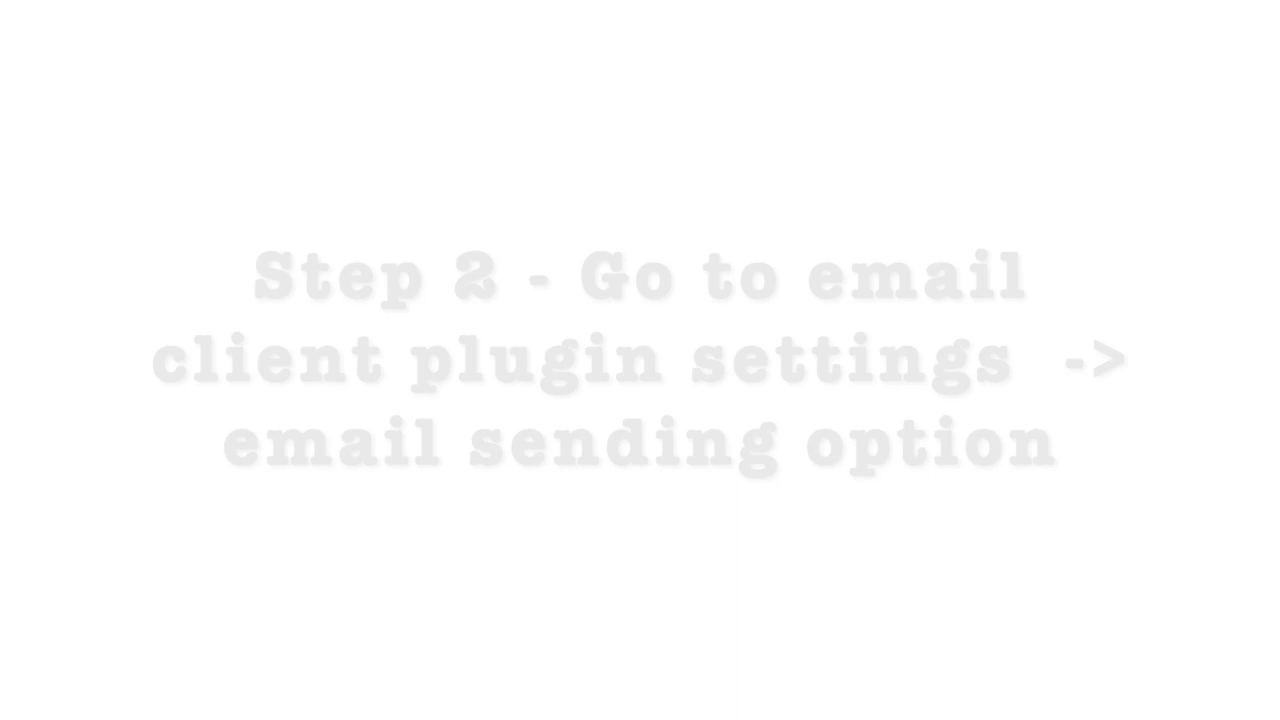 Step 2 - Go to email
client plugin settings  ->
email sending option